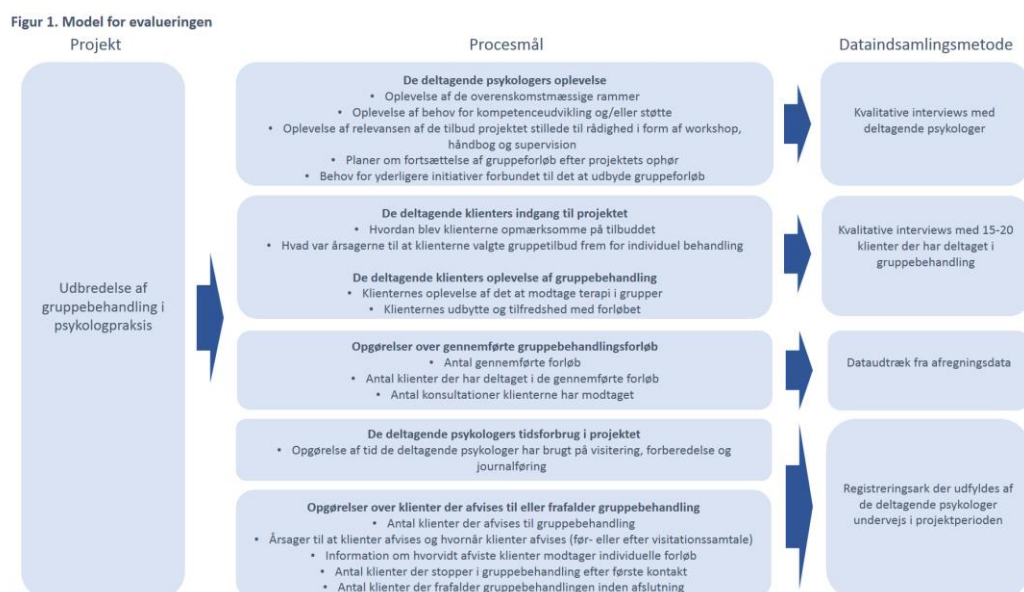 Figur 1. Model for evalueringen
Projekt
Procesmål
Dataindsamlingsmetode
Udbredelse af
gruppebehandling i
psykologpraksis
De deltagende psykologers oplevelse
• Oplevelse af de overenskomstmæssige rammer
• Oplevelse af behov for kompetenceudvikling og/eller støtte
• Oplevelse af relevansen af de tilbud projektet stillede til rådighed i form af workshop,
håndbog og supervision
• Planer om fortsættelse af gruppeforløb efter projektets ophør
• Behov for yderligere initiativer forbundet til det at udbyde gruppeforløb
Kvalitative interviews med
deltagende psykologer
De deltagende klienters indgang til projektet
• Hvordan blev klienterne opmærksomme på tilbuddet
• Hvad var årsagerne til at klienterne valgte gruppetilbud frem for individuel behandling
De deltagende klienters oplevelse af gruppebehandling
• Klienternes oplevelse af det at modtage terapi i grupper
• Klienternes udbytte og tilfredshed med forløbet
Kvalitative interviews med 15-20
klienter der har deltaget i
gruppebehandling
Opgørelser over gennemførte gruppebehandlingsforløb
• Antal gennemførte forløb
• Antal klienter der har deltaget i de gennemførte forløb
• Antal konsultationer klienterne har modtaget
Dataudtræk fra afregningsdata
De deltagende psykologers tidsforbrug i projektet
• Opgørelse af tid de deltagende psykologer har brugt på visitering, forberedelse og
journalføring
Opgørelser over klienter der afvises til eller frafalder gruppebehandling
• Antal klienter der afvises til gruppebehandling
• Årsager til at klienter afvises og hvornår klienter afvises (før- eller efter visitationssamtale)
• Information om hvorvidt afviste klienter modtager individuelle forløb
• Antal klienter der stopper i gruppebehandling efter første kontakt
• Antal klienter der frafalder gruppebehandlingen inden afslutning
Registreringsark der udfyldes af
de deltagende psykologer
undervejs i projektperioden